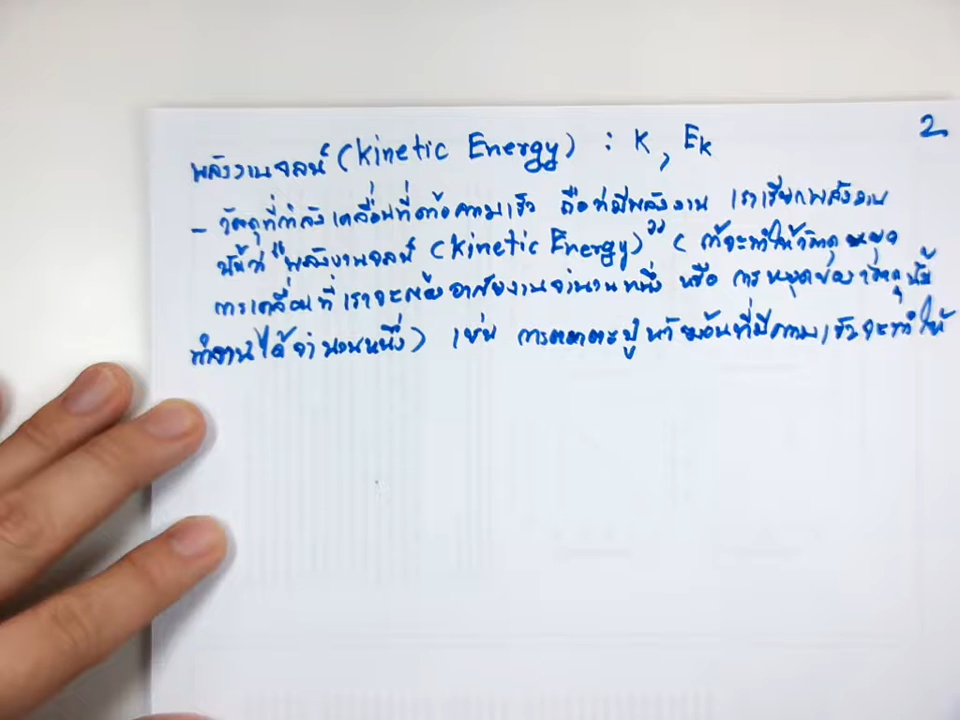 2
พลังงานจลน์ (Kinetic Energy) : K, Ek
- วัตถุที่กำลังเคลื่อนที่ด้วยความเร็ว ถือว่ามีพลังงาน เราเรียกพลังงาน
นั้นว่า "พลังงานจลน์ (Kinetic Energy)" (ถ้าจะทำให้วัตถุหยุด
การเคลื่อนที่เราจะต้องอาศัยงานจำนวนหนึ่ง หรือ การหยุดของวัตถุนั้น
ทำงานได้จำนวนหนึ่ง) เช่น การตอกตะปู หัวฆ้อนที่มีความเร็วจะทำให้